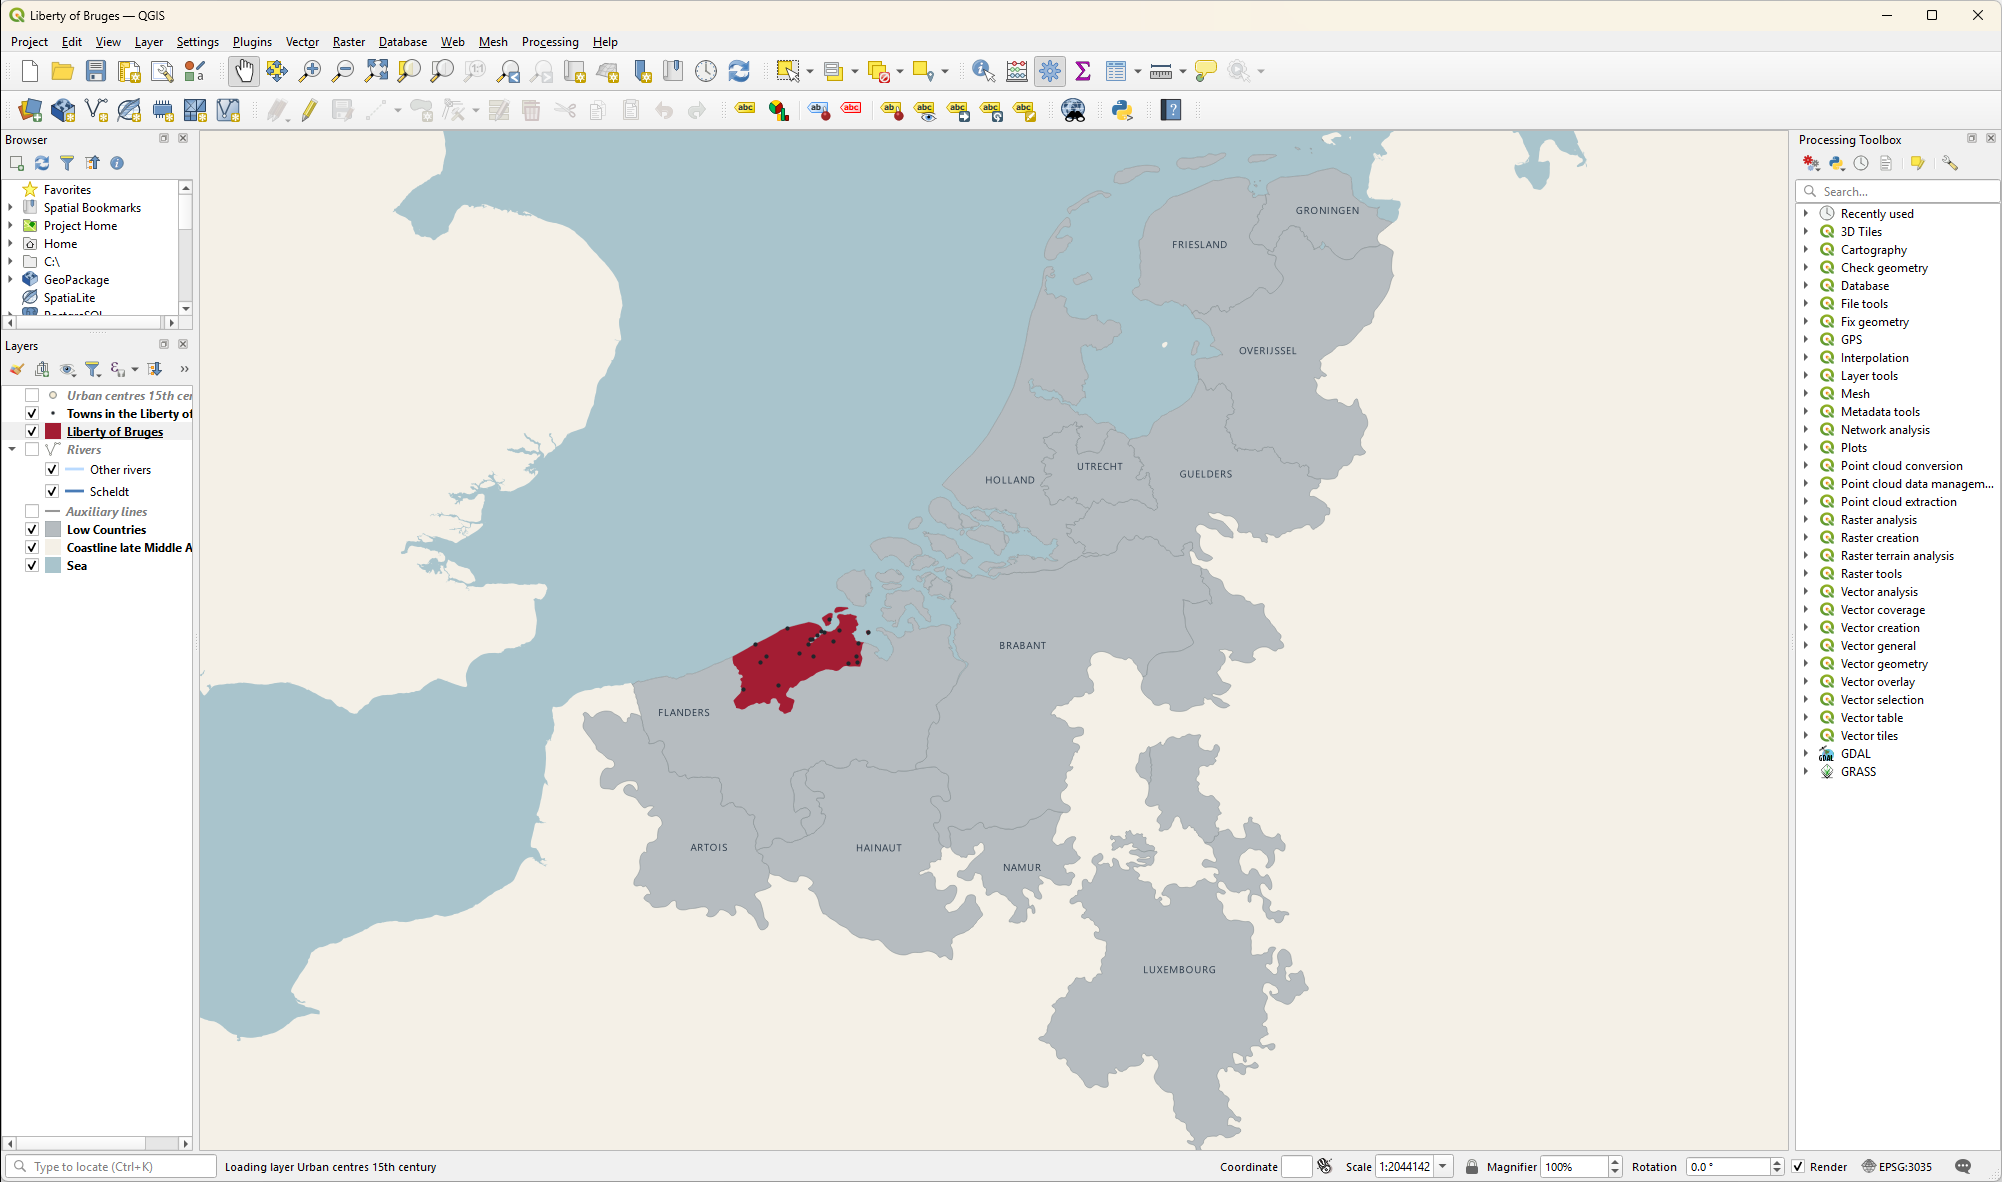 Liberty of Bruges — QGIS
Project Edit View Layer Settings Plugins Vector Raster Database Web Mesh Processing Help
Browser
Favorites
Spatial Bookmarks
Project Home
Home
C:\
GeoPackage
SpatiaLite
PostgreSQL
Layers
Urban centres 15th cer
Towns in the Liberty of
Liberty of Bruges
Rivers
Other rivers
Scheldt
Auxiliary lines
Low Countries
Coastline late Middle A
Sea
GRONINGEN
FRIESLAND
OVERIJSSEL
UTRECHT
HOLLAND
GUELDERS
BRABANT
FLANDERS
ARTOIS
HAINAUT
NAMUR
LUXEMBOURG
Processing Toolbox
Search...
Recently used
3D Tiles
Cartography
Check geometry
Database
File tools
Fix geometry
GPS
Interpolation
Layer tools
Mesh
Metadata tools
Network analysis
Plots
Point cloud conversion
Point cloud data managem...
Point cloud extraction
Raster analysis
Raster creation
Raster terrain analysis
Raster tools
Vector analysis
Vector coverage
Vector creation
Vector general
Vector geometry
Vector overlay
Vector selection
Vector table
Vector tiles
GDAL
GRASS
Type to locate (Ctrl+K)
Loading layer Urban centres 15th century
Coordinate
Scale 1:2044142
Magnifier 100%
Rotation 0.0 °
Render
EPSG:3035